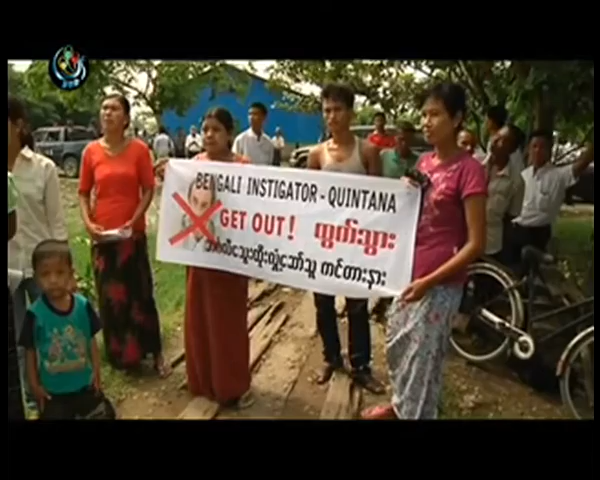 BENGALI INSTIGATOR - QUINTANA
GET OUT! ထွက်သွား
ဘင်္ဂလီသွေးထိုးလှုံ့ဆော်သူ ကင်တားနား